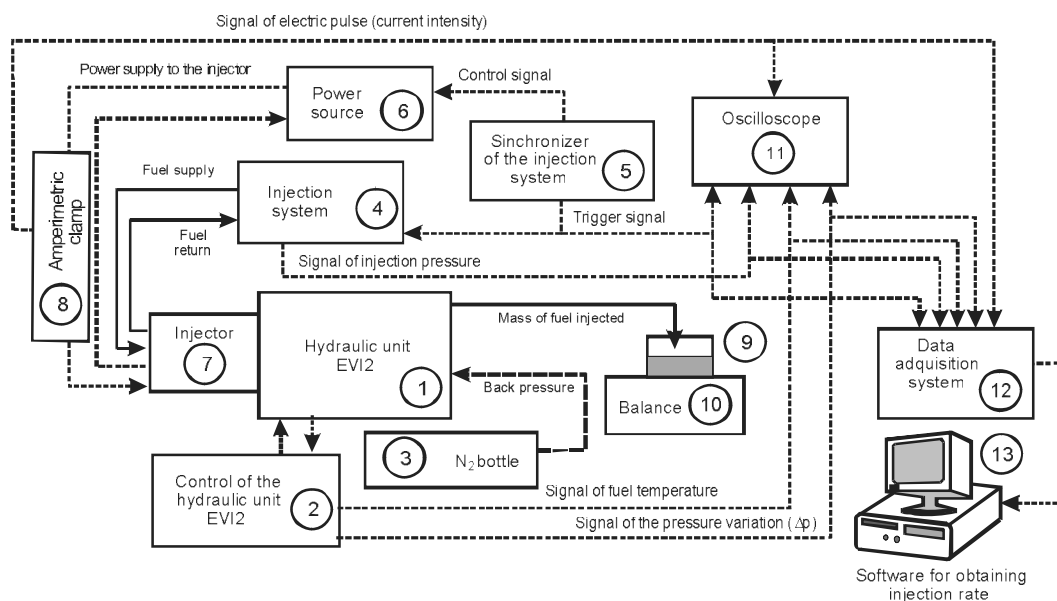 Signal of electric pulse (current intensity)
Power supply to the injector
Power
source
6
Control signal
Sinchronizer
of the injection
system
5
Oscilloscope
11
Amperimetric
clamp
8
Fuel supply
Injection
system
4
Fuel
return
Trigger signal
Signal of injection pressure
Injector
7
Hydraulic unit
EVI2
1
Mass of fuel injected
9
Balance
10
Back pressure
Data
adquisition
system
12
3
N2 bottle
Control of the
hydraulic unit
EVI2
2
Signal of fuel temperature
Signal of the pressure variation (Δp)
13
Software for obtaining
injection rate